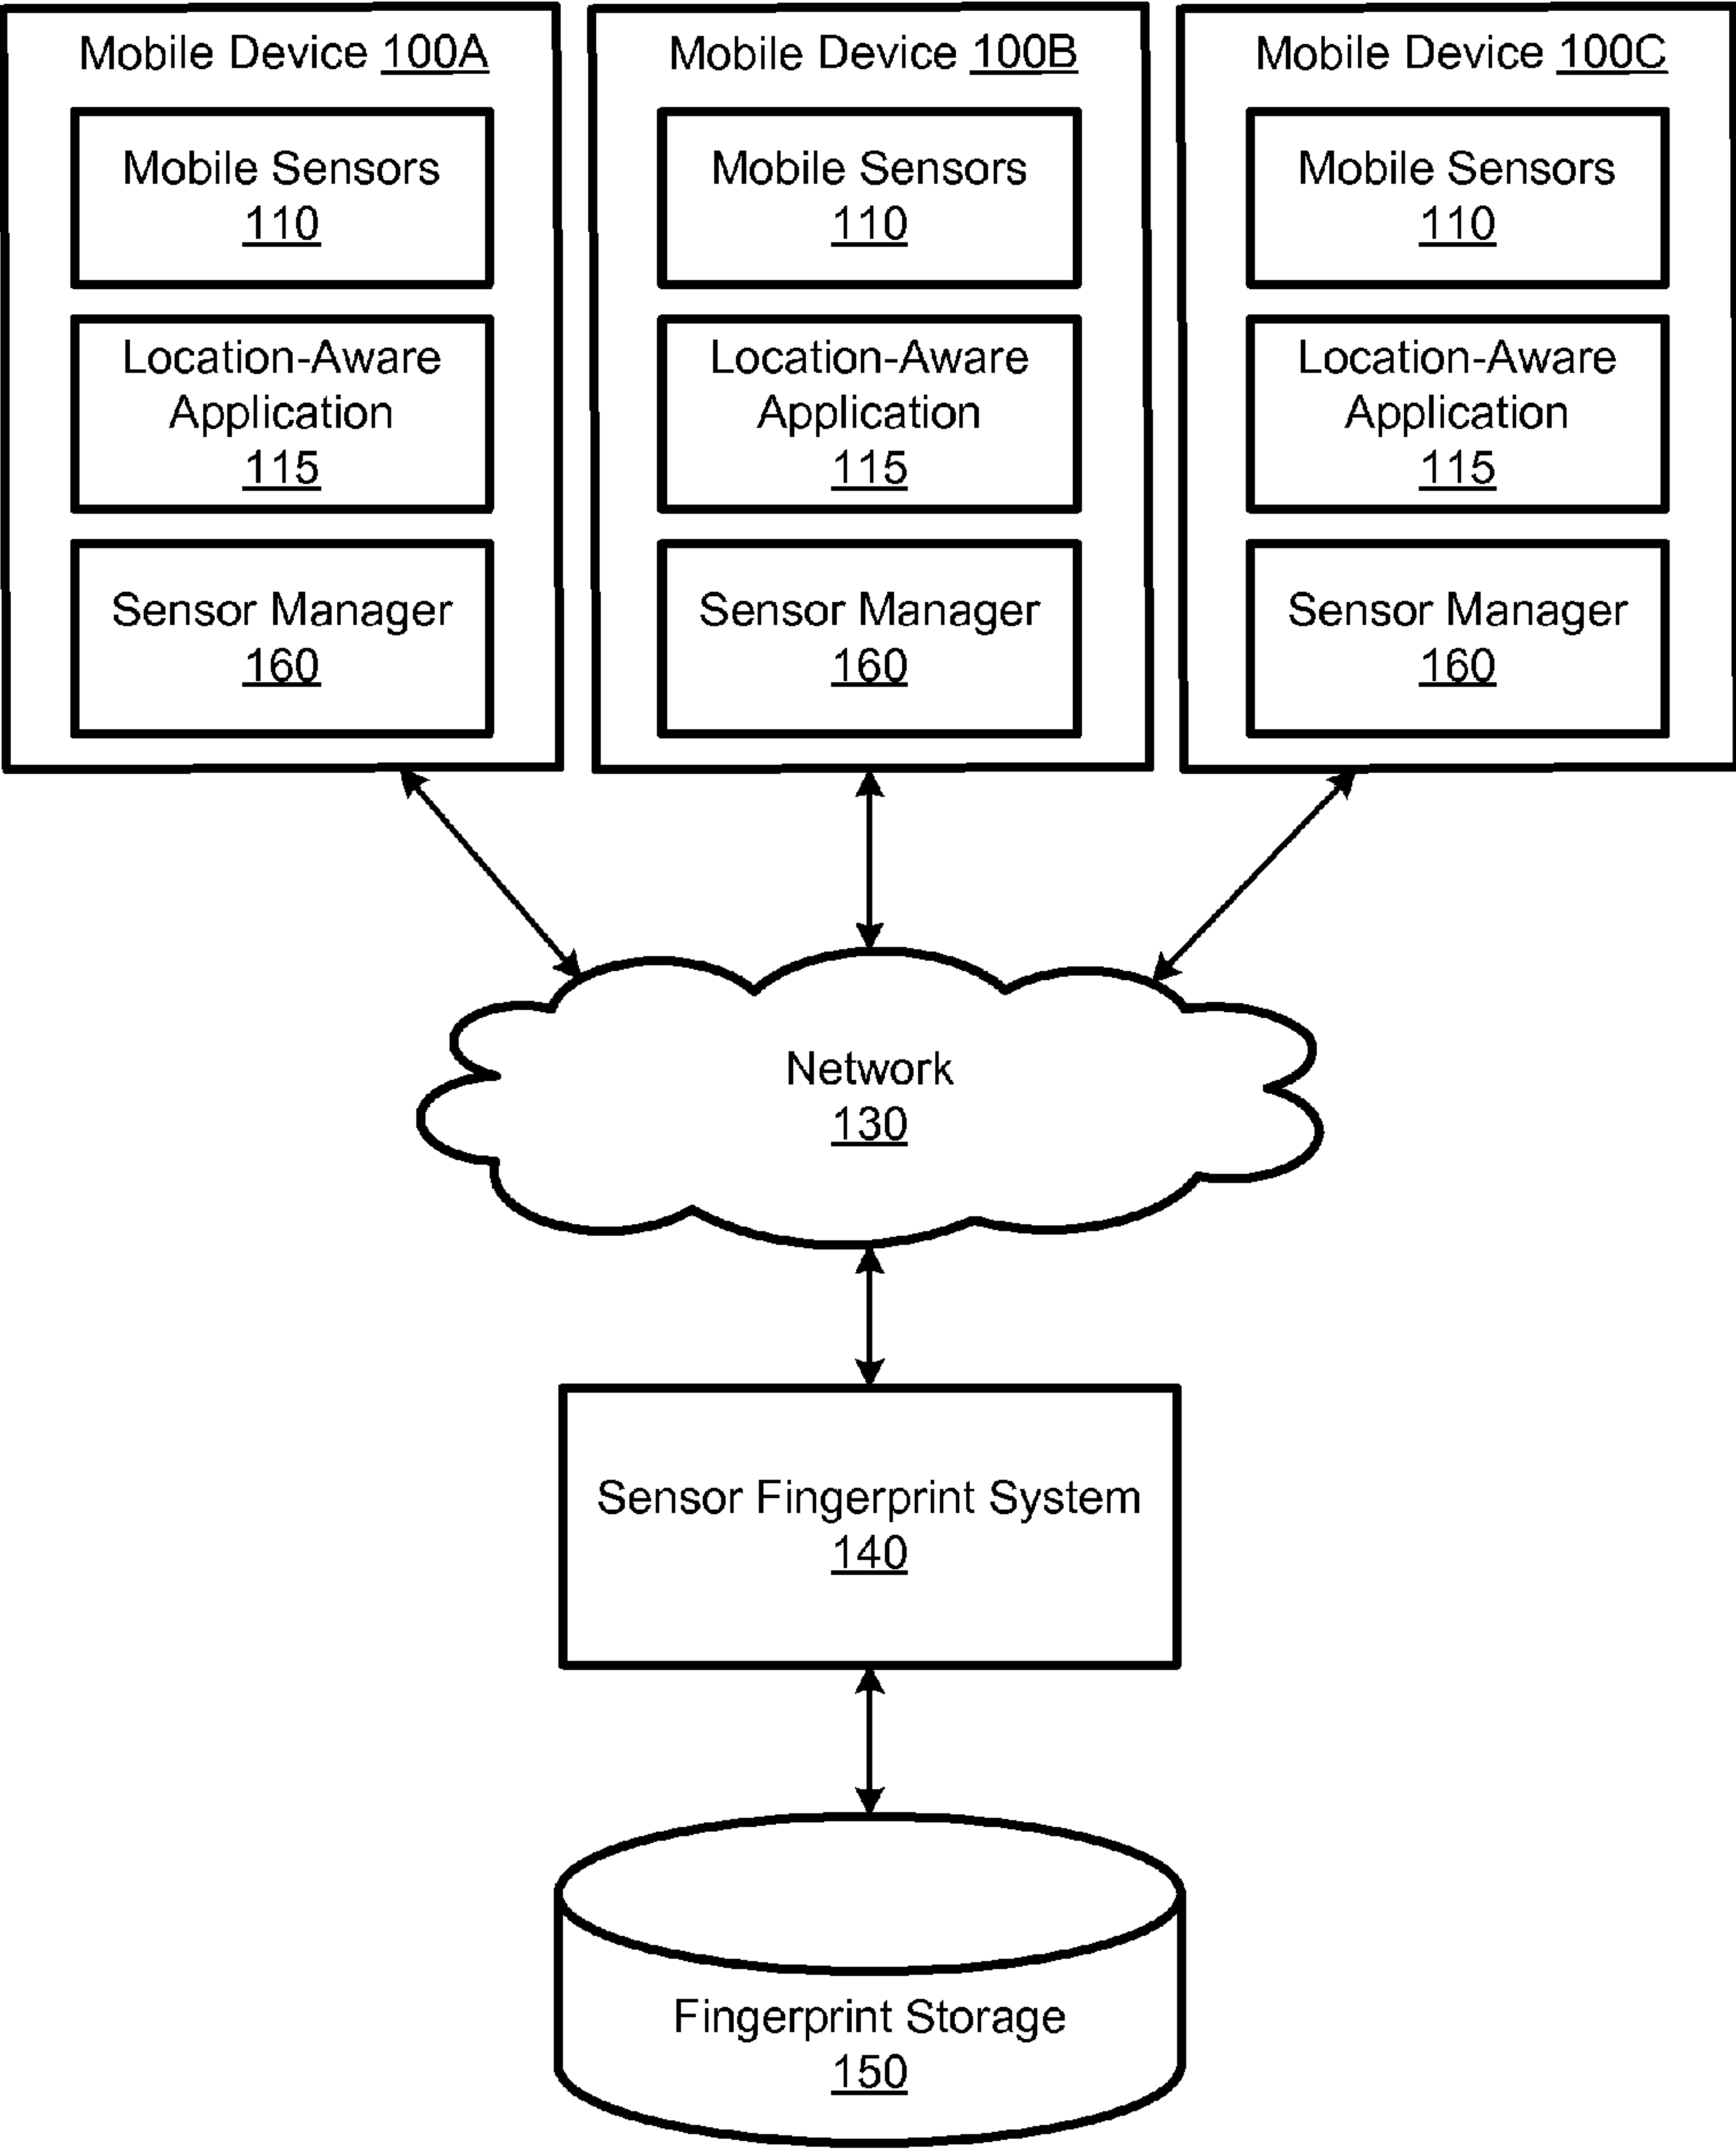 Mobile Device 100A
Mobile Sensors
110
Location-Aware
Application
115
Sensor Manager
160
Mobile Device 100B
Mobile Sensors
110
Location-Aware
Application
115
Sensor Manager
160
Mobile Device 100C
Mobile Sensors
110
Location-Aware
Application
115
Sensor Manager
160
Network
130
Sensor Fingerprint System
140
Fingerprint Storage
150